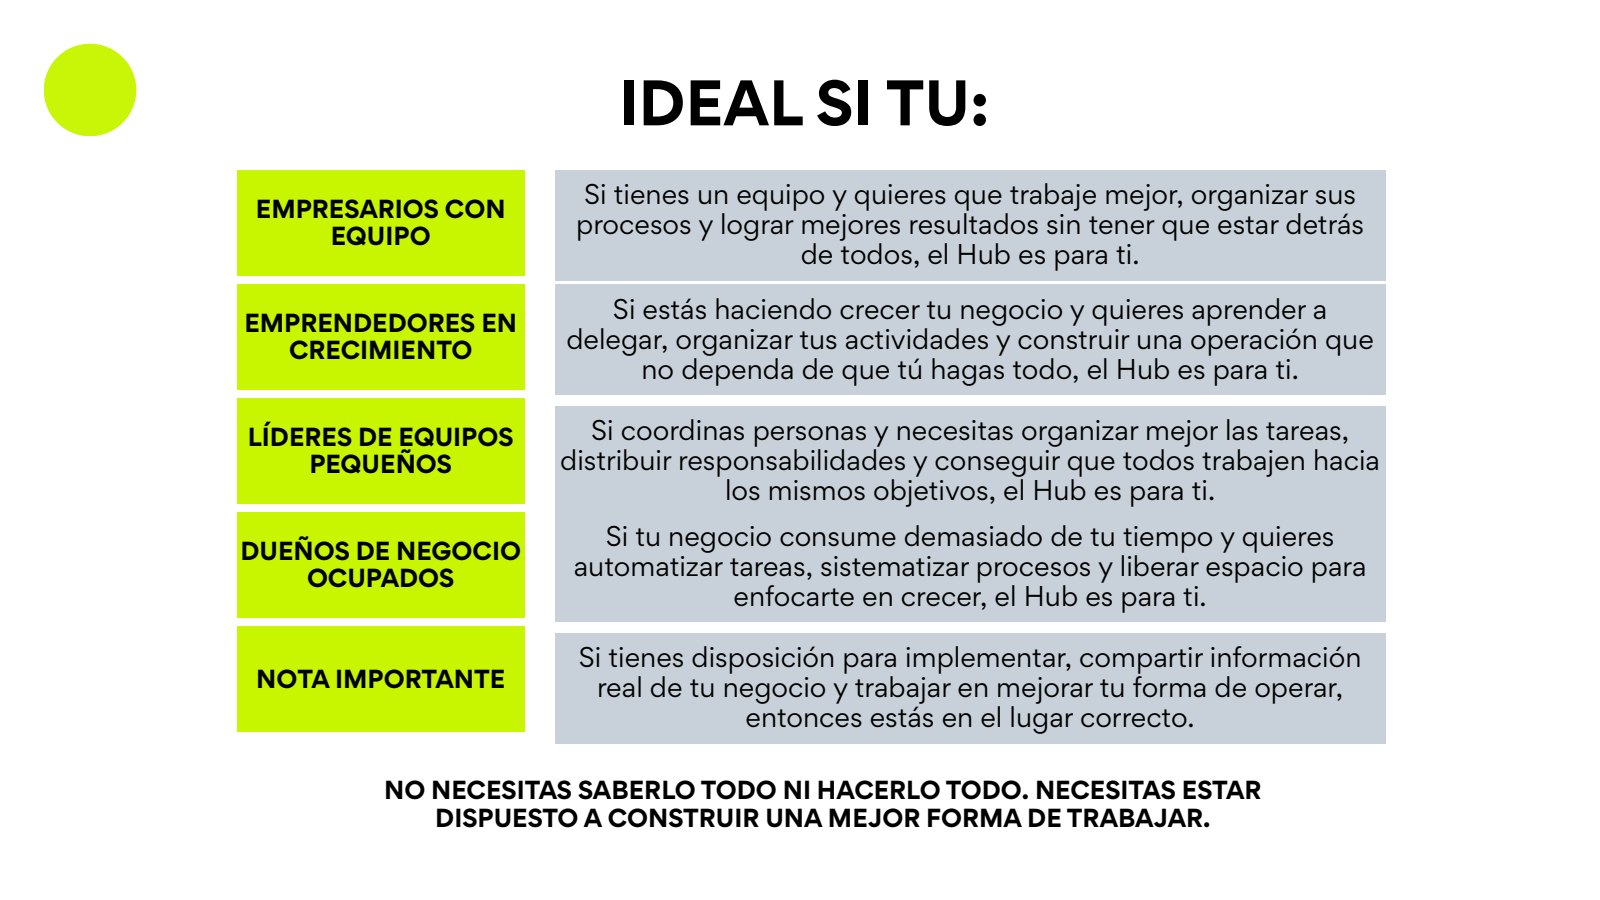 IDEAL SI TU:
EMPRESARIOS CON
EQUIPO
Si tienes un equipo y quieres que trabaje mejor, organizar sus
procesos y lograr mejores resultados sin tener que estar detrás
de todos, el Hub es para ti.
EMPRENDEDORES EN
CRECIMIENTO
Si estás haciendo crecer tu negocio y quieres aprender a
delegar, organizar tus actividades y construir una operación que
no dependa de que tú hagas todo, el Hub es para ti.
LÍDERES DE EQUIPOS
PEQUEÑOS
Si coordinas personas y necesitas organizar mejor las tareas,
distribuir responsabilidades y conseguir que todos trabajen hacia
los mismos objetivos, el Hub es para ti.
DUEÑOS DE NEGOCIO
OCUPADOS
Si tu negocio consume demasiado de tu tiempo y quieres
automatizar tareas, sistematizar procesos y liberar espacio para
enfocarte en crecer, el Hub es para ti.
NOTA IMPORTANTE
Si tienes disposición para implementar, compartir información
real de tu negocio y trabajar en mejorar tu forma de operar,
entonces estás en el lugar correcto.
NO NECESITAS SABERLO TODO NI HACERLO TODO. NECESITAS ESTAR
DISPUESTO A CONSTRUIR UNA MEJOR FORMA DE TRABAJAR.